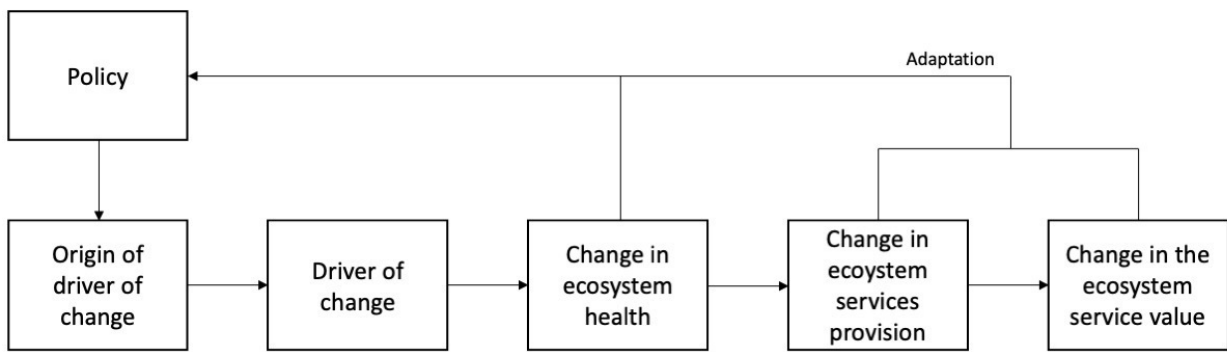 Policy
Adaptation
Origin of
driver of
change
Driver of
change
Change in
ecosystem
health
Change in
ecoystem
services
provision
Change in the
ecosystem
service value